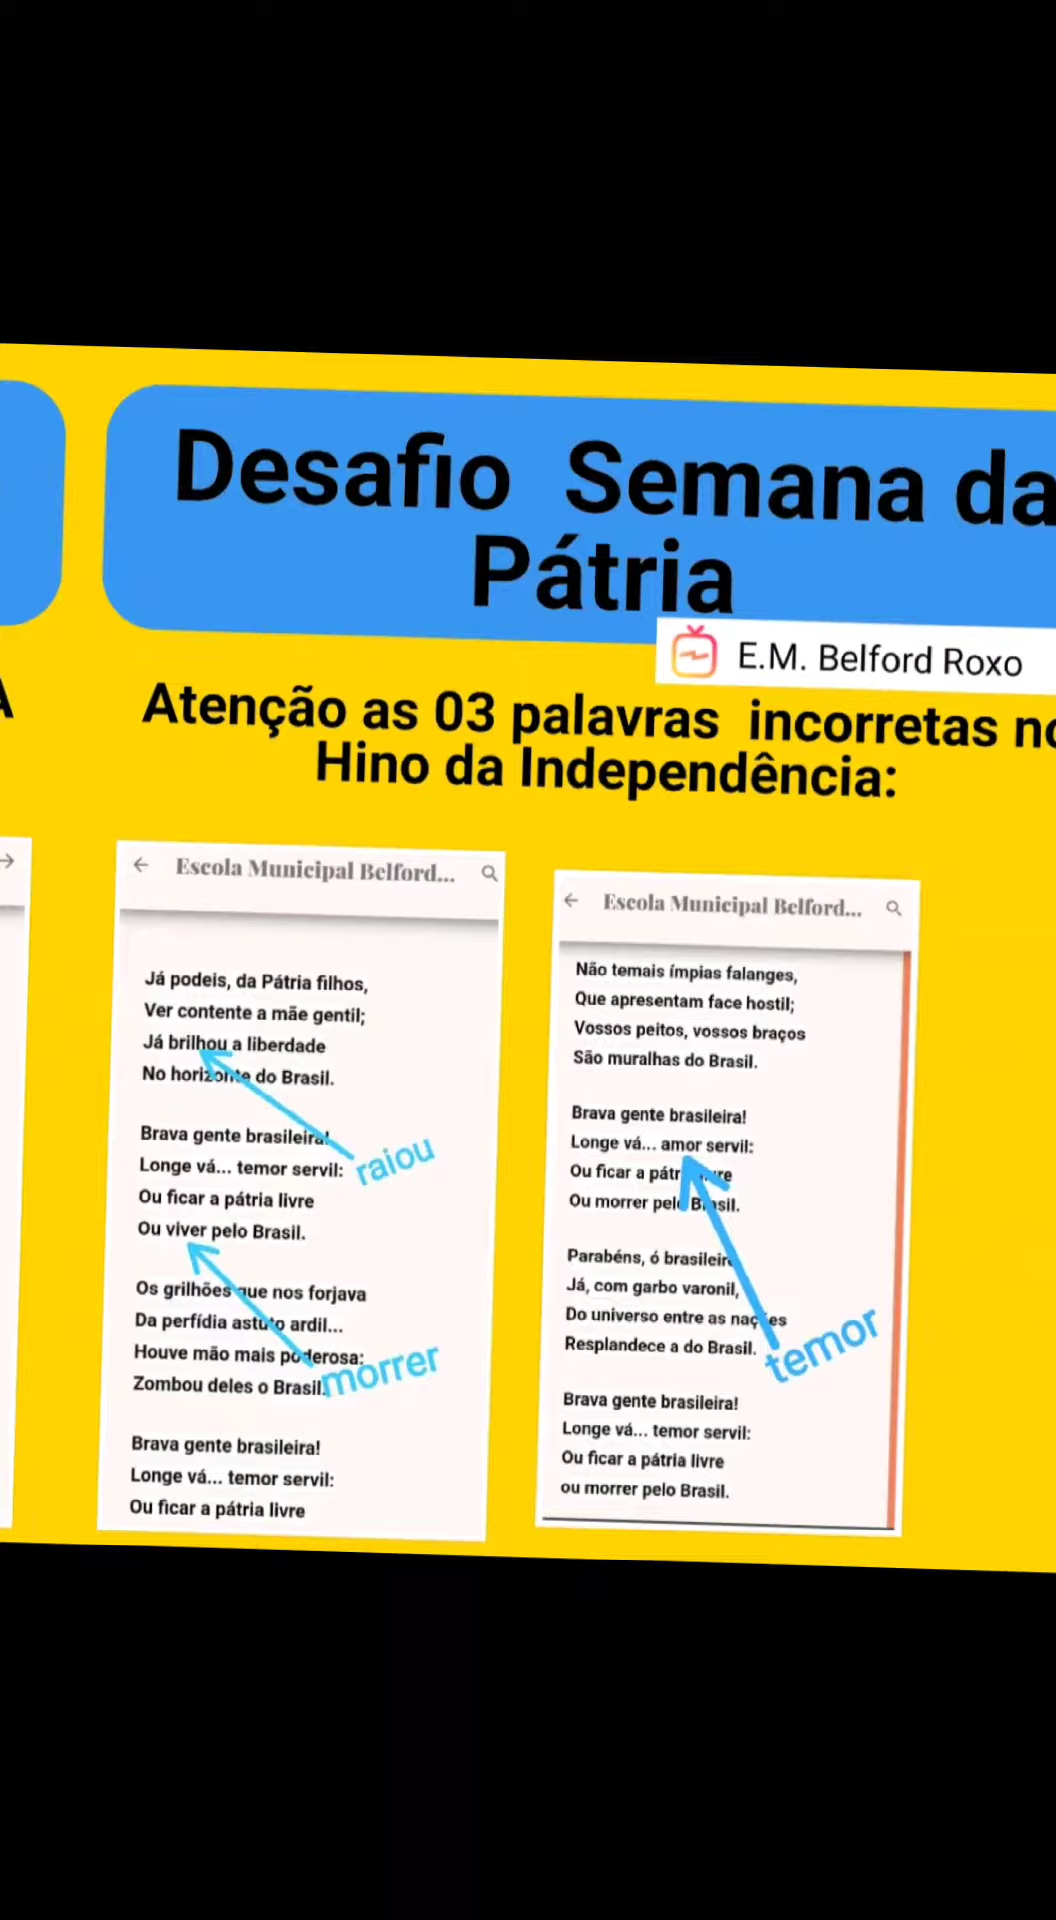 Desafio Semana da
Pátria
E.M. Belford Roxo
Atenção as 03 palavras incorretas no
Hino da Independência:
Escola Municipal Belford...
Já podeis, da Pátria filhos,
Ver contente a mãe gentil;
Já brilhou a liberdade
No horizonte do Brasil.
raiou
Brava gente brasileira!
Longe vá... temor servil:
Ou ficar a pátria livre
Ou viver pelo Brasil.
morrer
Os grilhões que nos forjava
Da perfídia astuto ardil...
Houve mão mais poderosa:
Zombou deles o Brasil.
Brava gente brasileira!
Longe vá... temor servil:
Ou ficar a pátria livre
Escola Municipal Belford...
Não temais ímpias falanges,
Que apresentam face hostil;
Vossos peitos, vossos braços
São muralhas do Brasil.
Brava gente brasileira!
Longe vá... amor servil:
Ou ficar a pátria livre
Ou morrer pelo Brasil.
temor
Parabéns, ó brasileiro
Já, com garbo varonil,
Do universo entre as nações
Resplandece a do Brasil.
Brava gente brasileira!
Longe vá... temor servil:
Ou ficar a pátria livre
ou morrer pelo Brasil.